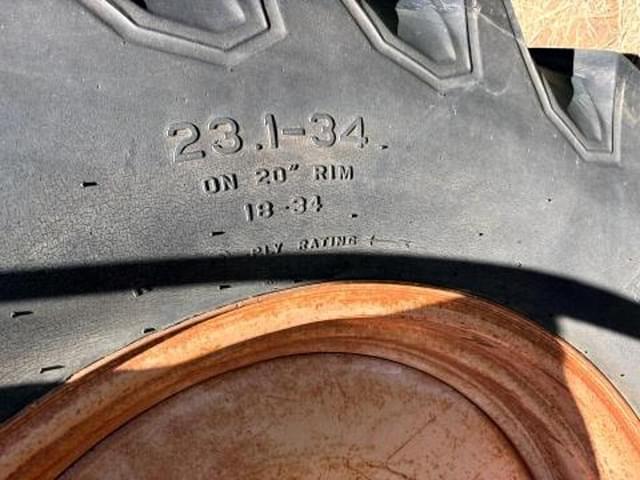 23.1-34
ON 20" RIM
18-34
PLY RATING